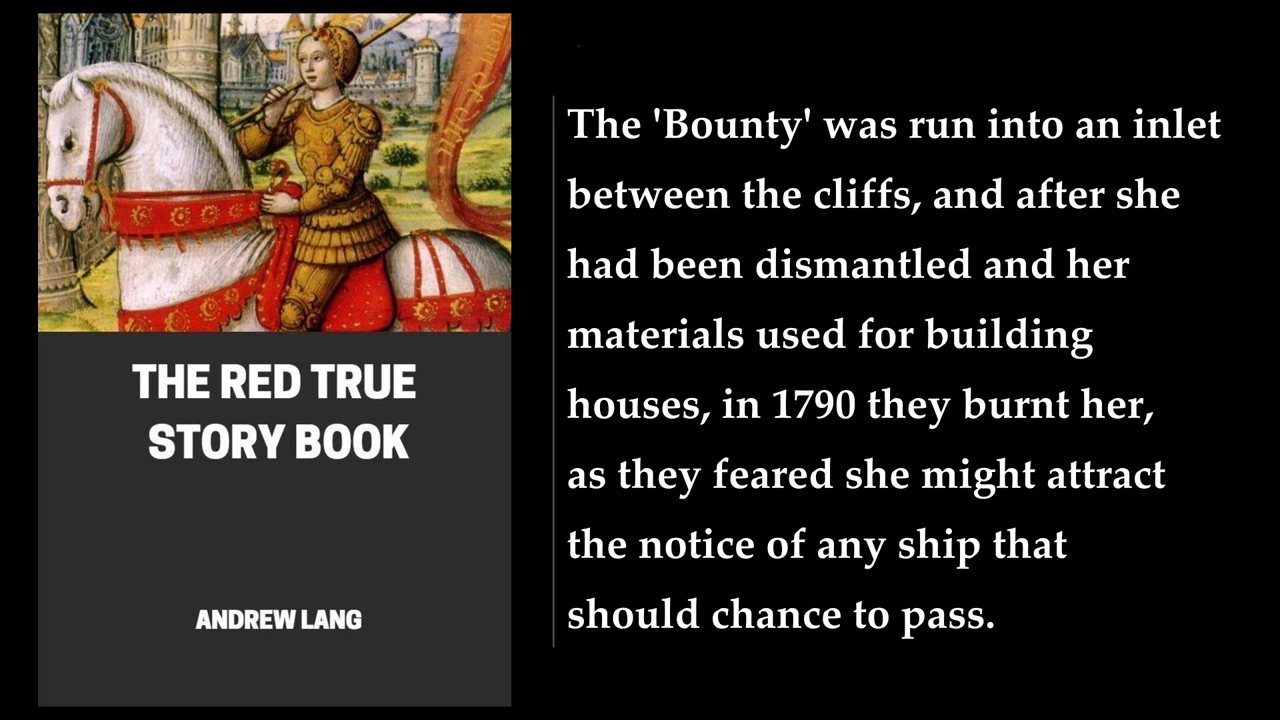 THE RED TRUE
STORY BOOK
ANDREW LANG
The 'Bounty' was run into an inlet
between the cliffs, and after she
had been dismantled and her
materials used for building
houses, in 1790 they burnt her,
as they feared she might attract
the notice of any ship that
should chance to pass.